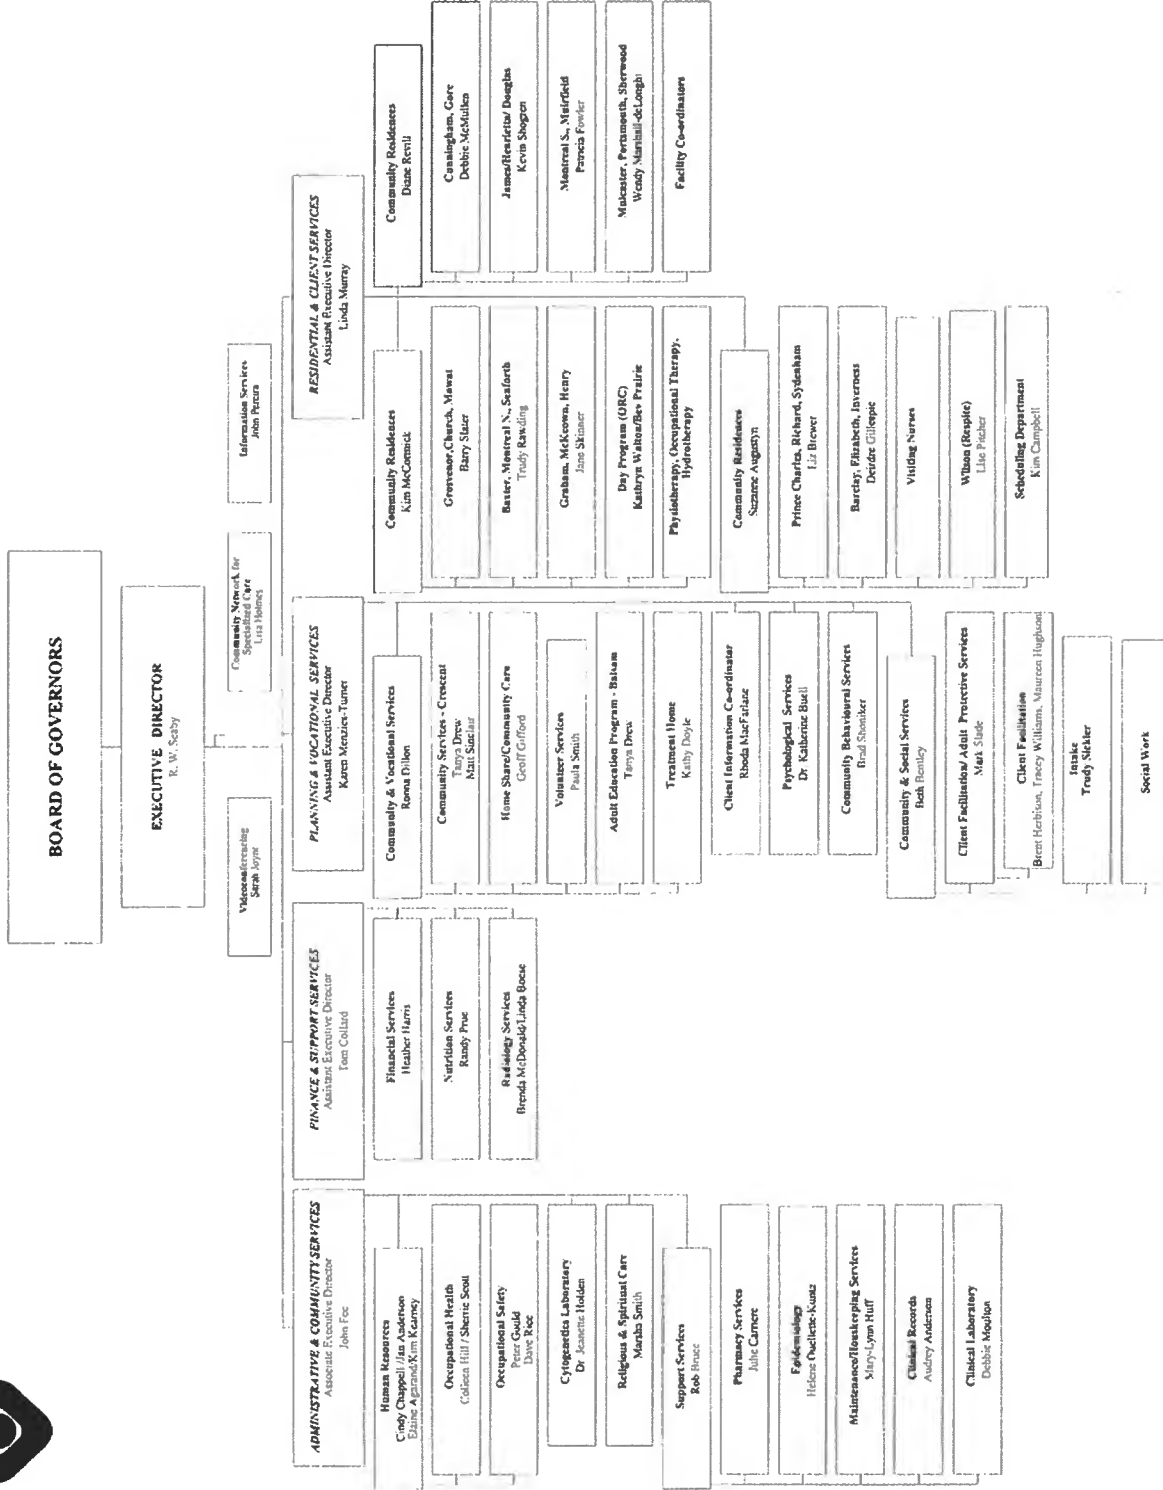 BOARD OF GOVERNORS
EXECUTIVE DIRECTOR
R. W. Seaby
Videoconferencing
Sarah Joynt
Community Network for
Specialized Care
Lisa Holmes
Information Services
John Pereira
ADMINISTRATIVE & COMMUNITY SERVICES
Associate Executive Director
John Foe
Human Resources
Cindy Chappell /Jan Anderson
Elaine Agarand/Kim Kearney
Occupational Health
Colleen Hill / Sherrie Scott
Occupational Safety
Peter Gould
Dave Rice
Cytogenetics Laboratory
Dr Jeanette Holden
Religious & Spiritual Care
Marsha Smith
Support Services
Rob Bruce
Pharmacy Services
Julie Carriere
Epidemiology
Helene Ouellette-Kuntz
Maintenance/Houskeeping Services
Mary-Lynn Huff
Clinical Records
Audrey Anderson
Clinical Laboratory
Debbie Moulton
FINANCE & SUPPORT SERVICES
Assistant Executive Director
Tom Collard
Financial Services
Heather Harris
Nutrition Services
Randy Prue
Radiology Services
Brenda McDonald/Linda Boese
PLANNING & VOCATIONAL SERVICES
Assistant Executive Director
Karen Menzies-Turner
Community & Vocational Services
Ronna Dillon
Community Services - Crescent
Tanya Drew
Matt Sinclair
Home Share/Community Care
Geoff Gifford
Volunteer Services
Paula Smith
Adult Education Program - Balsam
Tanya Drew
Treatment Home
Kathy Doyle
Client Information Co-ordinator
Rhoda MacFarlane
Psychological Services
Dr. Katherine Buell
Community Behavioural Services
Brad Shoniker
Community & Social Services
Beth Bentley
Client Facilitation/ Adult Protective Services
Mark Slade
Client Facilitation
Brent Herbison, Tracey Williams, Maureen Hughson
Intake
Trudy Sickler
Social Work
RESIDENTIAL & CLIENT SERVICES
Assistant Executive Director
Linda Murray
Community Residences
Kim McCormick
Grosvenor,Church, Mowat
Barry Slater
Baxter, Montreal N., Seaforth
Trudy Rawding
Graham, McKeown, Henry
Jane Skinner
Day Program (ORC)
Kathryn Walton/Bev Prairie
Physiotherapy, Occupational Therapy,
Hydrotherapy
Community Residences
Suzanne Augustyn
Prince Charles, Richard, Sydenham
Liz Brewer
Barclay, Elizabeth, Inverness
Deirdre Gillespie
Visiting Nurses
Wilson (Respite)
Lise Pitcher
Scheduling Department
Kim Campbell
Community Residences
Diane Revill
Cunningham, Gore
Debbie McMullen
James/Henrietta/ Douglas
Kevin Shogren
Montreal S., Muirfield
Patricia Fowler
Mulcaster, Portsmouth, Sherwood
Wendy Marshall-deLonghi
Facility Co-ordinators